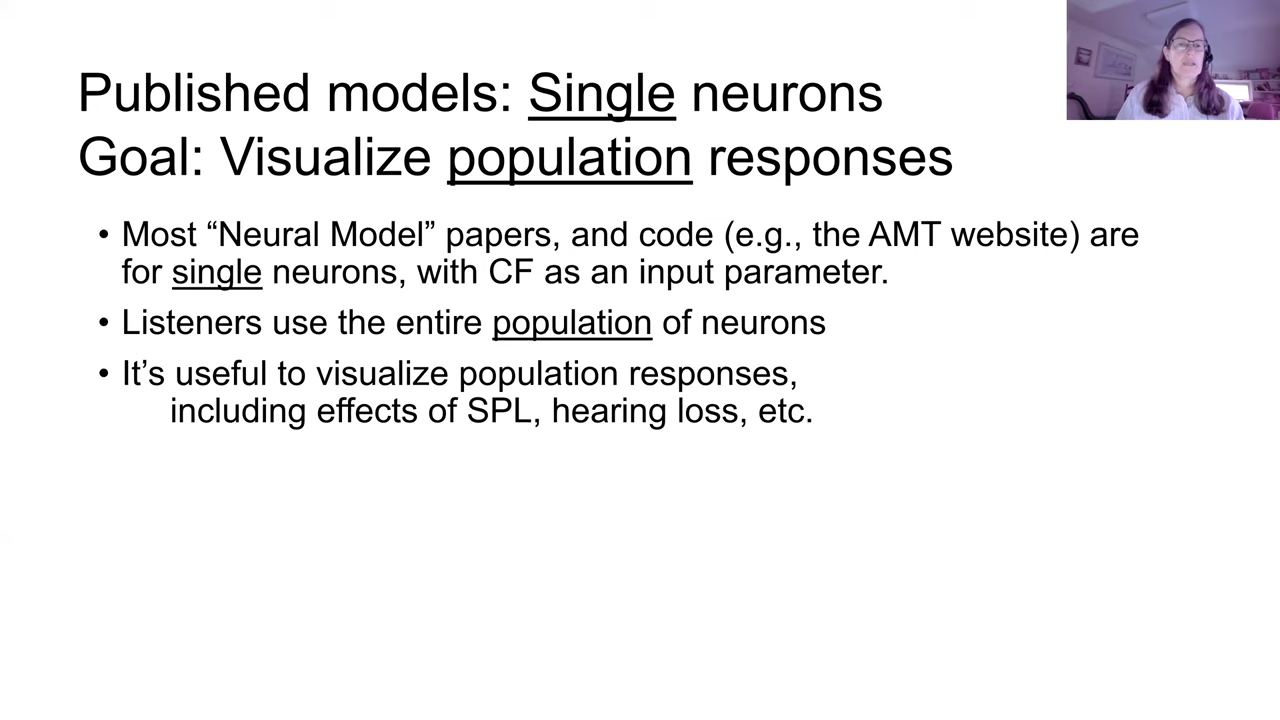 Published models: Single neurons
Goal: Visualize population responses
• Most “Neural Model” papers, and code (e.g., the AMT website) are
for single neurons, with CF as an input parameter.
• Listeners use the entire population of neurons
• It’s useful to visualize population responses,
including effects of SPL, hearing loss, etc.